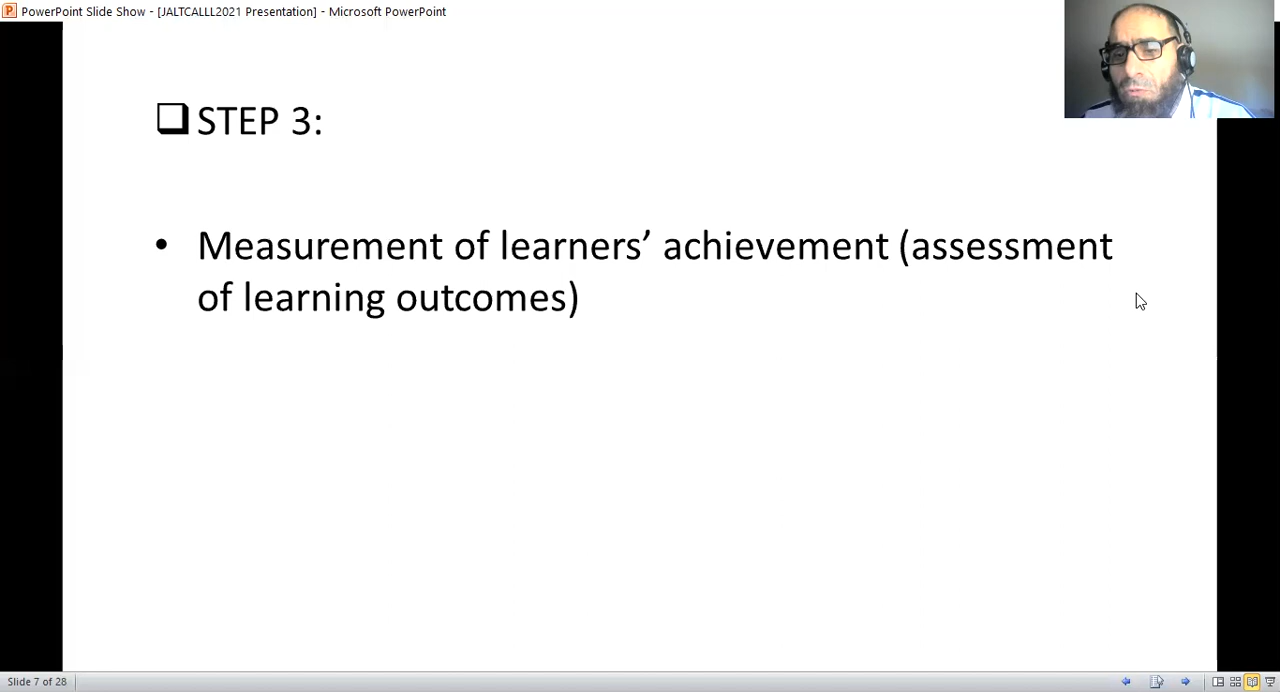 PowerPoint Slide Show - [JALTCALLL2021 Presentation] - Microsoft PowerPoint
❑ STEP 3:
• Measurement of learners’ achievement (assessment
of learning outcomes)
Slide 7 of 28